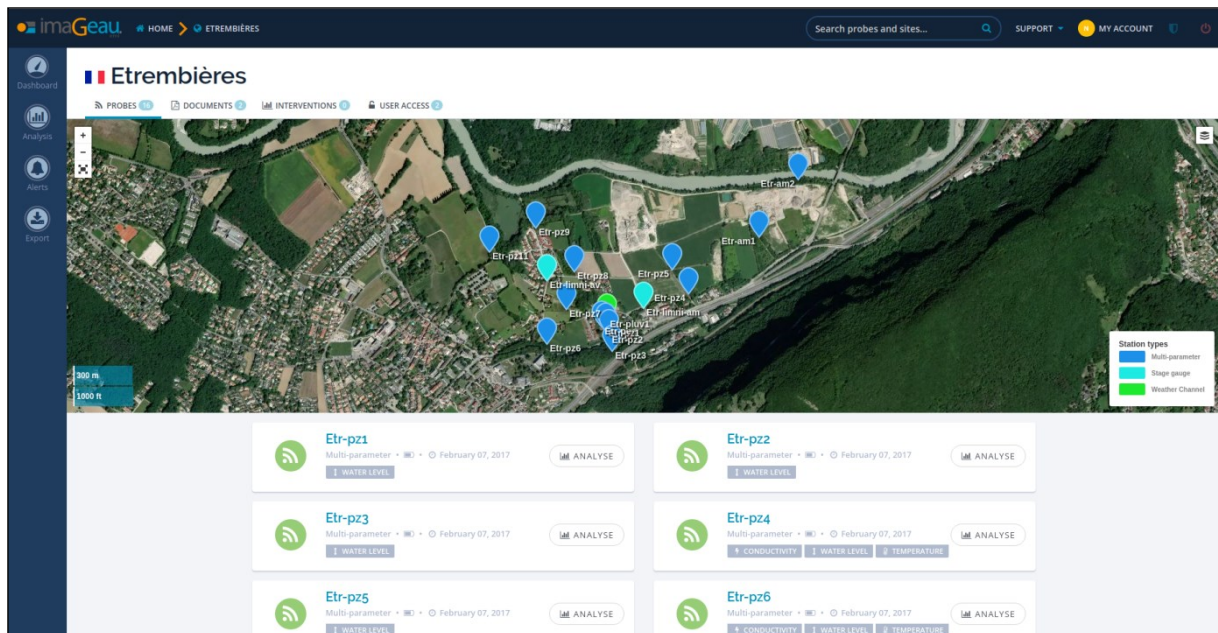 imaGeau.
HOME
ETREMBIÈRES
Search probes and sites...
SUPPORT
N
MY ACCOUNT
Dashboard
Analysis
Alerts
Export
Etrembières
PROBES 16
DOCUMENTS 2
INTERVENTIONS 0
USER ACCESS 2
+
-
Etr-am2
Etr-pz9
Etr-am1
Etr-pz11
Etr-pz8
Etr-pz5
Etr-limni-av
Etr-pz4
Etr-pz7
Etr-limni-am
Etr-pluv1
Etr-pz1
Etr-pz2
Etr-pz6
Etr-pz3
300 m
1000 ft
Station types
Multi-parameter
Stage gauge
Weather Channel
Etr-pz1
Multi-parameter • • February 07, 2017
WATER LEVEL
ANALYSE
Etr-pz2
Multi-parameter • • February 07, 2017
WATER LEVEL
ANALYSE
Etr-pz3
Multi-parameter • • February 07, 2017
WATER LEVEL
ANALYSE
Etr-pz4
Multi-parameter • • February 07, 2017
CONDUCTIVITY WATER LEVEL TEMPERATURE
ANALYSE
Etr-pz5
Multi-parameter • • February 07, 2017
WATER LEVEL
ANALYSE
Etr-pz6
Multi-parameter • • February 07, 2017
CONDUCTIVITY WATER LEVEL TEMPERATURE
ANALYSE